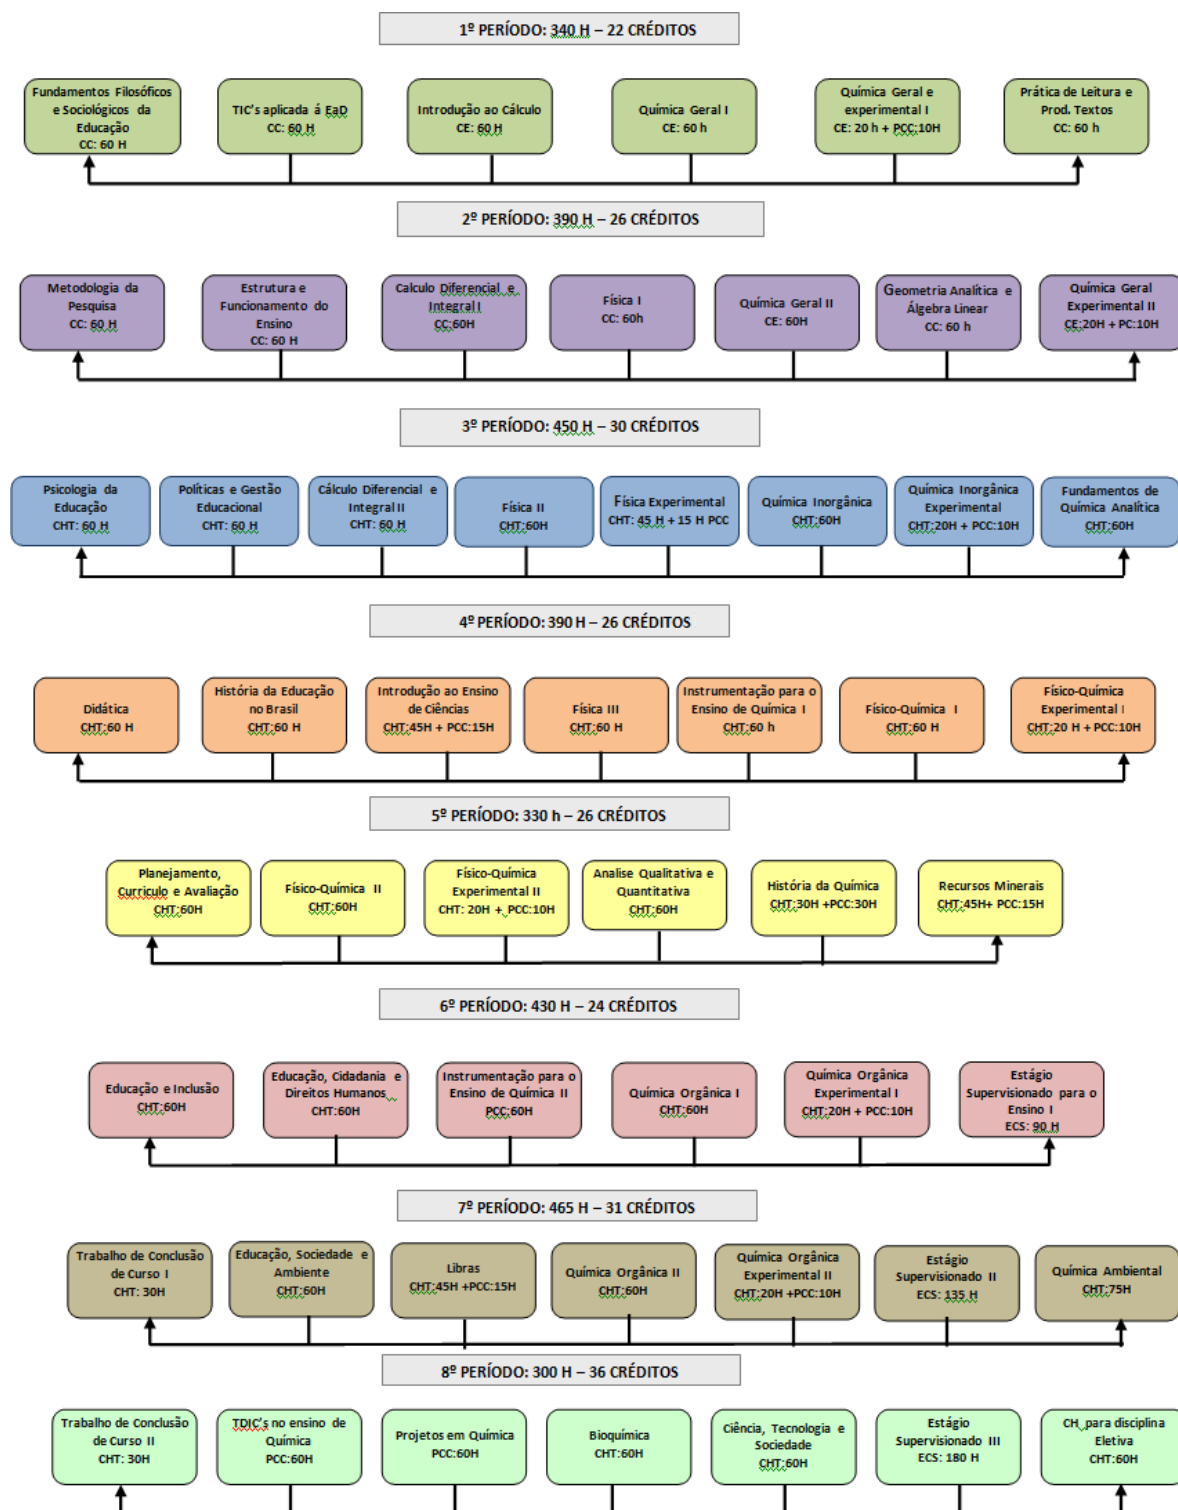 1º PERÍODO: 340 H – 22 CRÉDITOS
Fundamentos Filosóficos
e Sociológicos da
Educação
CC: 60 H
TIC's aplicada á EaD
CC: 60 H
Introdução ao Cálculo
CE: 60 H
Química Geral I
CE: 60 h
Química Geral e
experimental I
CE: 20 h + PCC:10H
Prática de Leitura e
Prod. Textos
CC: 60 h
2º PERÍODO: 390 H – 26 CRÉDITOS
Metodologia da
Pesquisa
CC: 60 H
Estrutura e
Funcionamento do
Ensino
CC: 60 H
Calculo Diferencial e
Integral I
CC:60H
Física I
CC: 60h
Química Geral II
CE: 60H
Geometria Analítica e
Álgebra Linear
CC: 60 h
Química Geral
Experimental II
CE:20H + PC:10H
3º PERÍODO: 450 H – 30 CRÉDITOS
Psicologia da
Educação
CHT: 60 H
Políticas e Gestão
Educacional
CHT: 60 H
Cálculo Diferencial e
Integral II
CHT: 60 H
Física II
CHT:60H
Física Experimental
CHT: 45 H + 15 H PCC
Química Inorgânica
CHT:60H
Química Inorgânica
Experimental
CHT:20H + PCC:10H
Fundamentos de
Química Analítica
CHT:60H
4º PERÍODO: 390 H – 26 CRÉDITOS
Didática
CHT:60 H
História da Educação
no Brasil
CHT:60 H
Introdução ao Ensino
de Ciências
CHT:45H + PCC:15H
Física III
CHT:60 H
Instrumentação para o
Ensino de Química I
CHT:60 h
Físico-Química I
CHT:60 H
Físico-Química
Experimental I
CHT:20 H + PCC:10H
5º PERÍODO: 330 h – 26 CRÉDITOS
Planejamento,
Curriculo e Avaliação
CHT:60H
Físico-Química II
CHT:60H
Físico-Química
Experimental II
CHT: 20H + PCC:10H
Analise Qualitativa e
Quantitativa
CHT:60H
História da Química
CHT:30H +PCC:30H
Recursos Minerais
CHT:45H+ PCC:15H
6º PERÍODO: 430 H – 24 CRÉDITOS
Educação e Inclusão
CHT:60H
Educação, Cidadania e
Direitos Humanos
CHT:60H
Instrumentação para o
Ensino de Química II
PCC:60H
Química Orgânica I
CHT:60H
Química Orgânica
Experimental I
CHT:20H + PCC:10H
Estágio
Supervisionado para o
Ensino I
ECS: 90 H
7º PERÍODO: 465 H – 31 CRÉDITOS
Trabalho de Conclusão
de Curso I
CHT: 30H
Educação, Sociedade e
Ambiente
CHT:60H
Libras
CHT:45H +PCC:15H
Química Orgânica II
CHT:60H
Química Orgânica
Experimental II
CHT:20H +PCC:10H
Estágio
Supervisionado II
ECS: 135 H
Química Ambiental
CHT:75H
8º PERÍODO: 300 H – 36 CRÉDITOS
Trabalho de Conclusão
de Curso II
CHT: 30H
TDIC's no ensino de
Química
PCC:60H
Projetos em Química
PCC:60H
Bioquímica
CHT:60H
Ciência, Tecnologia e
Sociedade
CHT:60H
Estágio
Supervisionado III
ECS: 180 H
CH para disciplina
Eletiva
CHT:60H